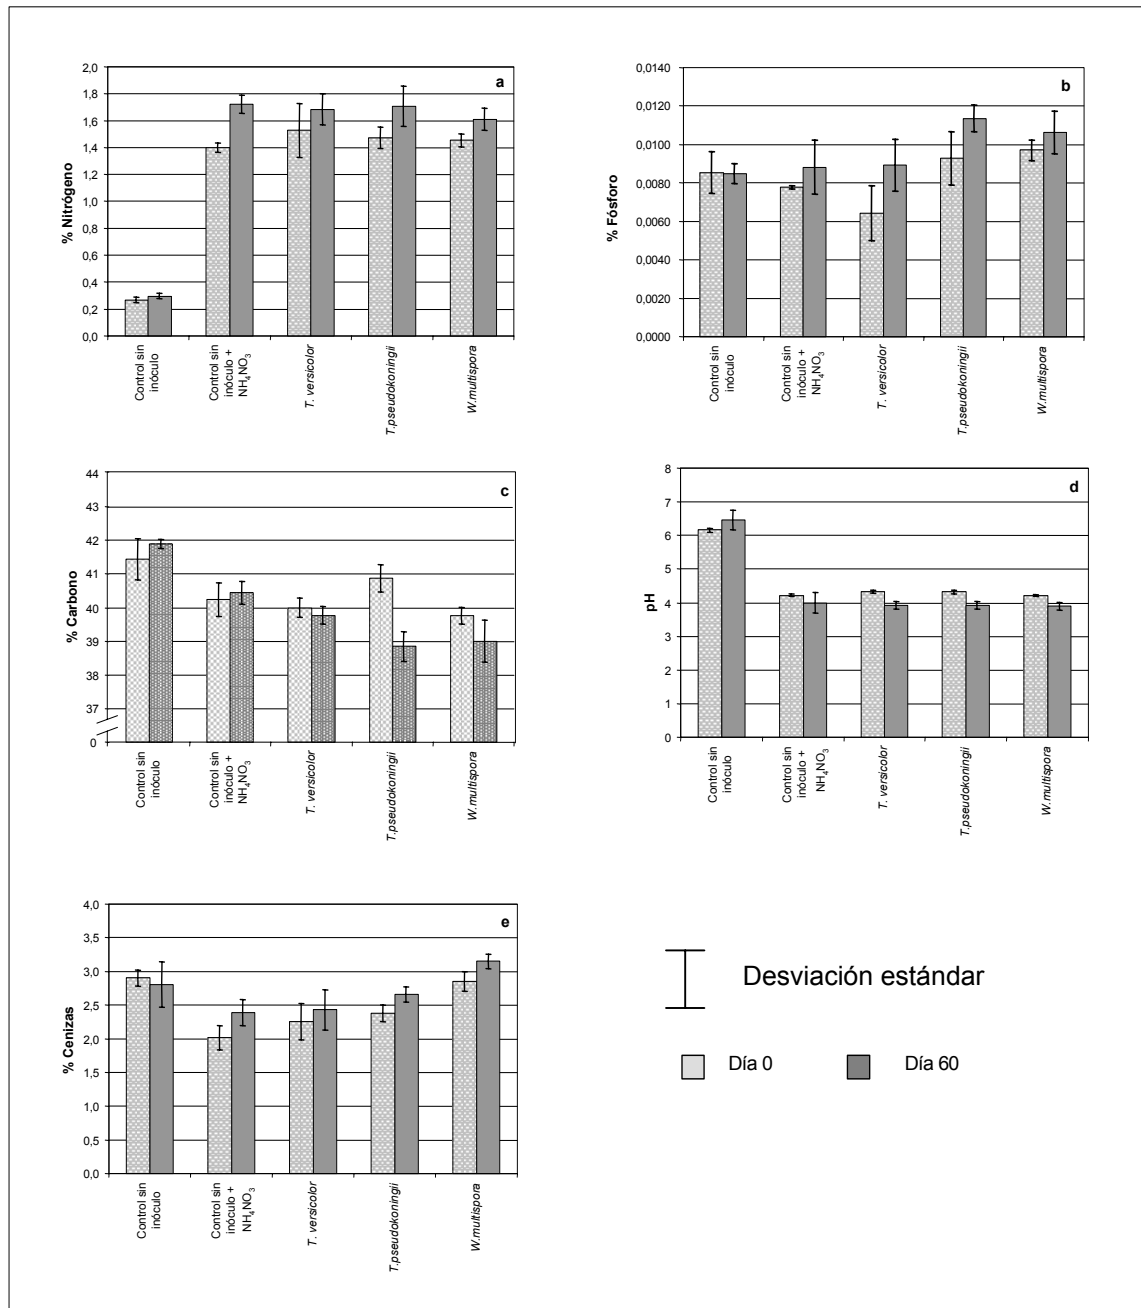 a
% Nitrógeno
2,0
1,8
1,6
1,4
1,2
1,0
0,8
0,6
0,4
0,2
0,0
Control sin
inóculo
Control sin
inóculo +
NH₄NO₃
T. versicolor
T.pseudokoningii
W.multispora
b
% Fósforo
0,0140
0,0120
0,0100
0,0080
0,0060
0,0040
0,0020
0,0000
Control sin
inóculo
Control sin
inóculo +
NH₄NO₃
T. versicolor
T.pseudokoningii
W.multispora
c
% Carbono
44
43
42
41
40
39
38
37
0
Control sin
inóculo
Control sin
inóculo +
NH₄NO₃
T. versicolor
T.pseudokoningii
W.multispora
d
pH
8
7
6
5
4
3
2
1
0
Control sin
inóculo
Control sin
inóculo +
NH₄NO₃
T. versicolor
T.pseudokoningii
W.multispora
e
% Cenizas
4,0
3,5
3,0
2,5
2,0
1,5
1,0
0,5
0,0
Control sin
inóculo
Control sin
inóculo +
NH₄NO₃
T. versicolor
T.pseudokoningii
W.multispora
Desviación estándar
Día 0
Día 60